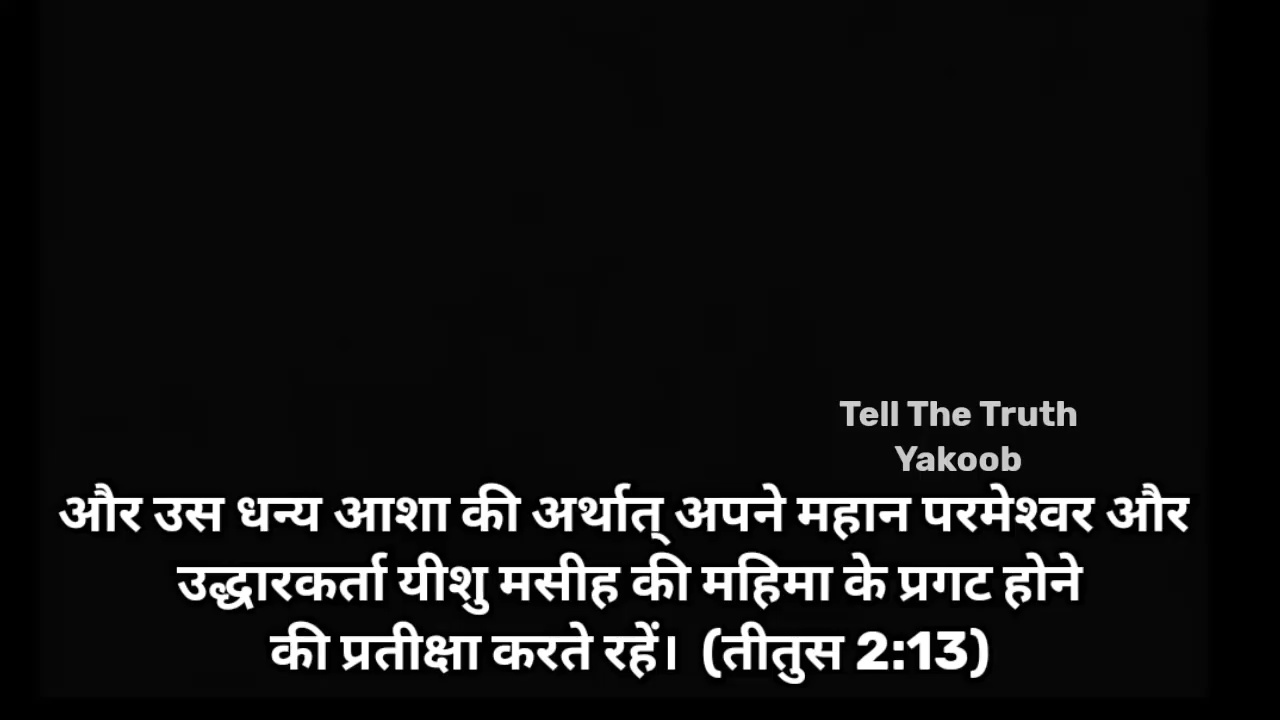 Tell The Truth
Yakoob
और उस धन्य आशा की अर्थात् अपने महान परमेश्वर और
उद्धारकर्ता यीशु मसीह की महिमा के प्रगट होने
की प्रतीक्षा करते रहें। (तीतुस 2:13)